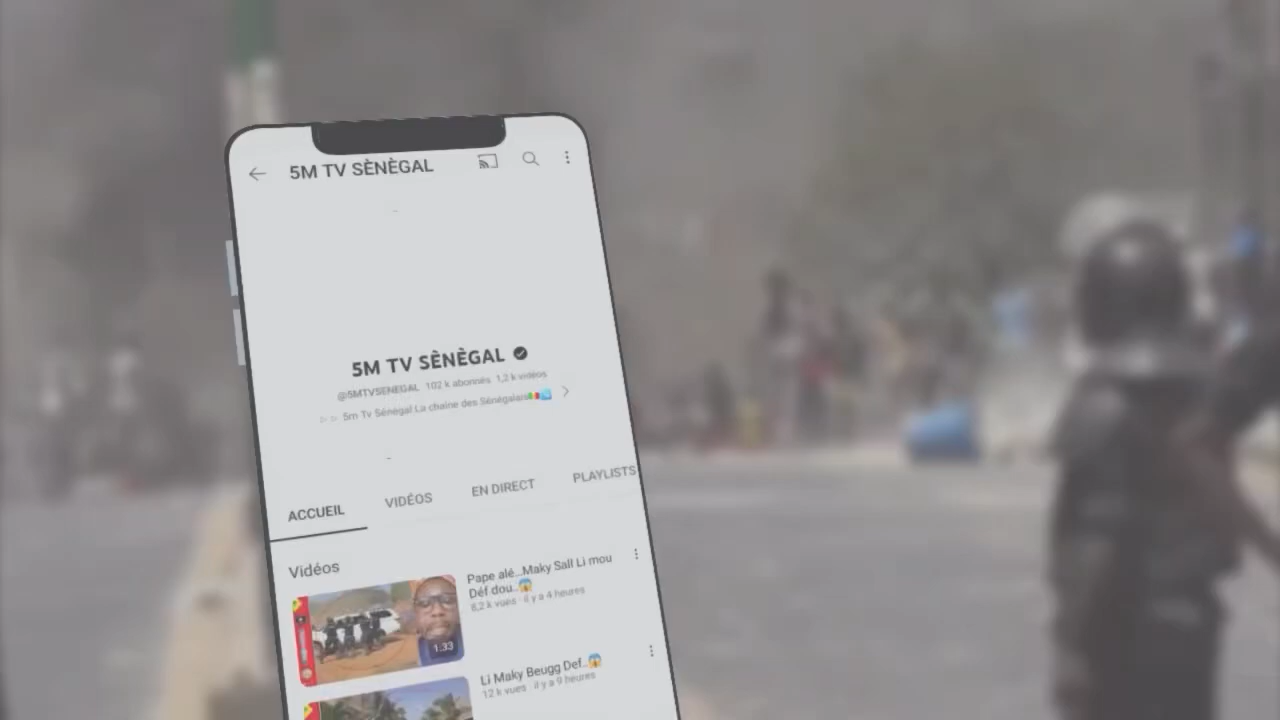 5M TV SÈNÈGAL
5M TV SÈNÈGAL
@5MTVSENEGAL 102 k abonnés 1,2 k vidéos
5m Tv Sénégal La chaine des Sénégalais
ACCUEIL VIDÉOS EN DIRECT PLAYLISTS
Vidéos
Pape alé...Maky Sall Li mou
Déf dou..😱
8,2 k vues · il y a 4 heures
1:33
Li Maky Beugg Def..😱
12 k vues · il y a 9 heures